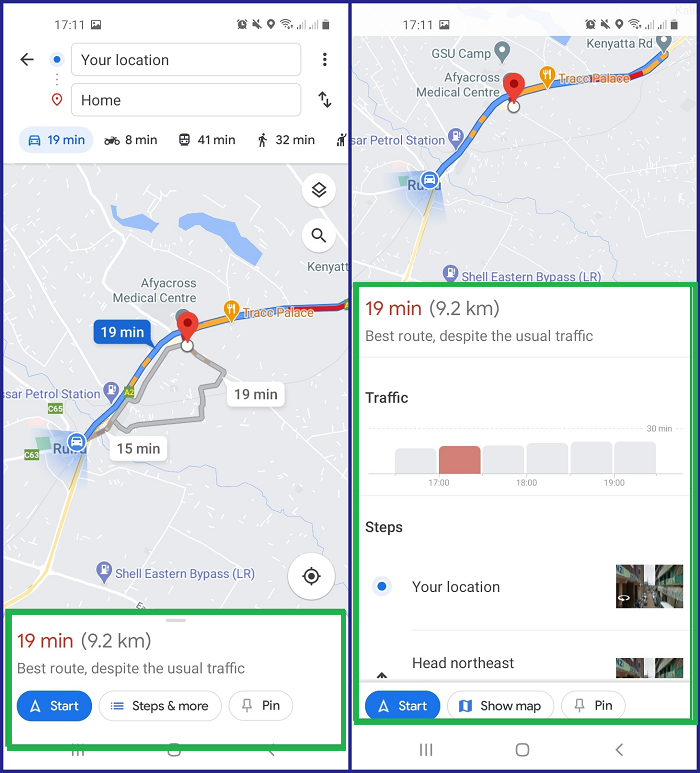 17:11
Your location
Home
19 min
8 min
41 min
32 min
Afyacross
Medical Centre
Kenyatt
Tracc Palace
19 min
ssar Petrol Station
A2
19 min
C65
15 min
C63
Shell Eastern Bypass (LR)
19 min (9.2 km)
Best route, despite the usual traffic
Start
Steps & more
Pin
17:11
GSU Camp
Kenyatta Rd
Afyacross
Medical Centre
Tracc Palace
sar Petrol Station
Shell Eastern Bypass (LR)
19 min (9.2 km)
Best route, despite the usual traffic
Traffic
30 min
17:00 18:00 19:00
Steps
Your location
Head northeast
Start
Show map
Pin